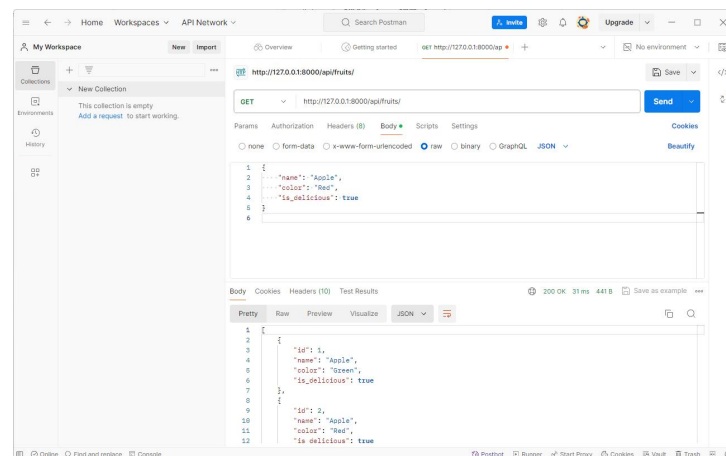 Home Workspaces API Network Search Postman Invite Upgrade
My Workspace New Import Overview Getting started GET http://127.0.0.1:8000/ap + No environment
Collections
Environments
History
New Collection
This collection is empty
Add a request to start working.
HTTP http://127.0.0.1:8000/api/fruits/ Save
GET http://127.0.0.1:8000/api/fruits/ Send
Params Authorization Headers (8) Body Scripts Settings Cookies
none form-data x-www-form-urlencoded raw binary GraphQL JSON Beautify
1 {
2 "name": "Apple",
3 "color": "Red",
4 "is_delicious": true
5 }
6
Body Cookies Headers (10) Test Results 200 OK 31 ms 441 B Save as example
Pretty Raw Preview Visualize JSON
1 [
2 {
3 "id": 1,
4 "name": "Apple",
5 "color": "Green",
6 "is_delicious": true
7 },
8 {
9 "id": 2,
10 "name": "Apple",
11 "color": "Red",
12 "is_delicious": true
Online Find and replace Console Postbot Runner Start Proxy Cookies Vault Trash